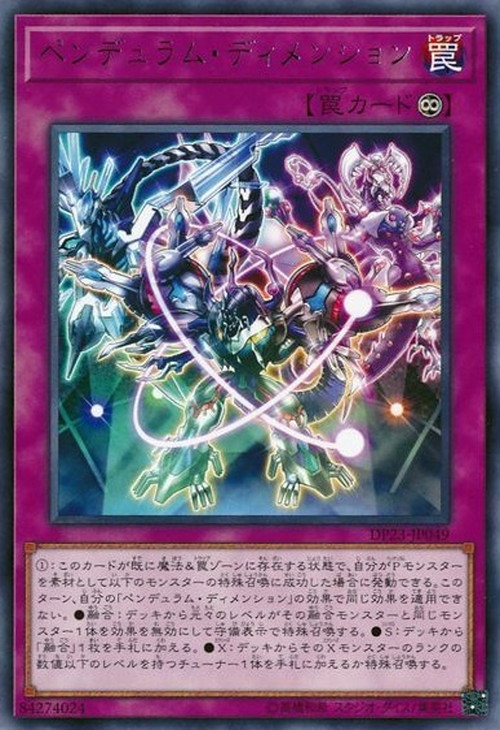 トラップ
ペンデュラム・ディメンション 罠
【罠カード】
DP23-JP049
①:このカードが既に魔法&罠ゾーンに存在する状態で、自分がPモンスター
を素材として以下のモンスターの特殊召喚に成功した場合に発動できる。この
ターン、自分の「ペンデュラム・ディメンション」の効果で同じ効果を適用で
きない。●融合:デッキから元々のレベルがその融合モンスターと同じモン
スター1体を効果を無効にして守備表示で特殊召喚する。●S:デッキから
「融合」1枚を手札に加える。●X:デッキからそのXモンスターのランクの
数値以下のレベルを持つチューナー1体を手札に加えるか特殊召喚する。
84274024
©高橋和希 スタジオ・ダイス/集英社